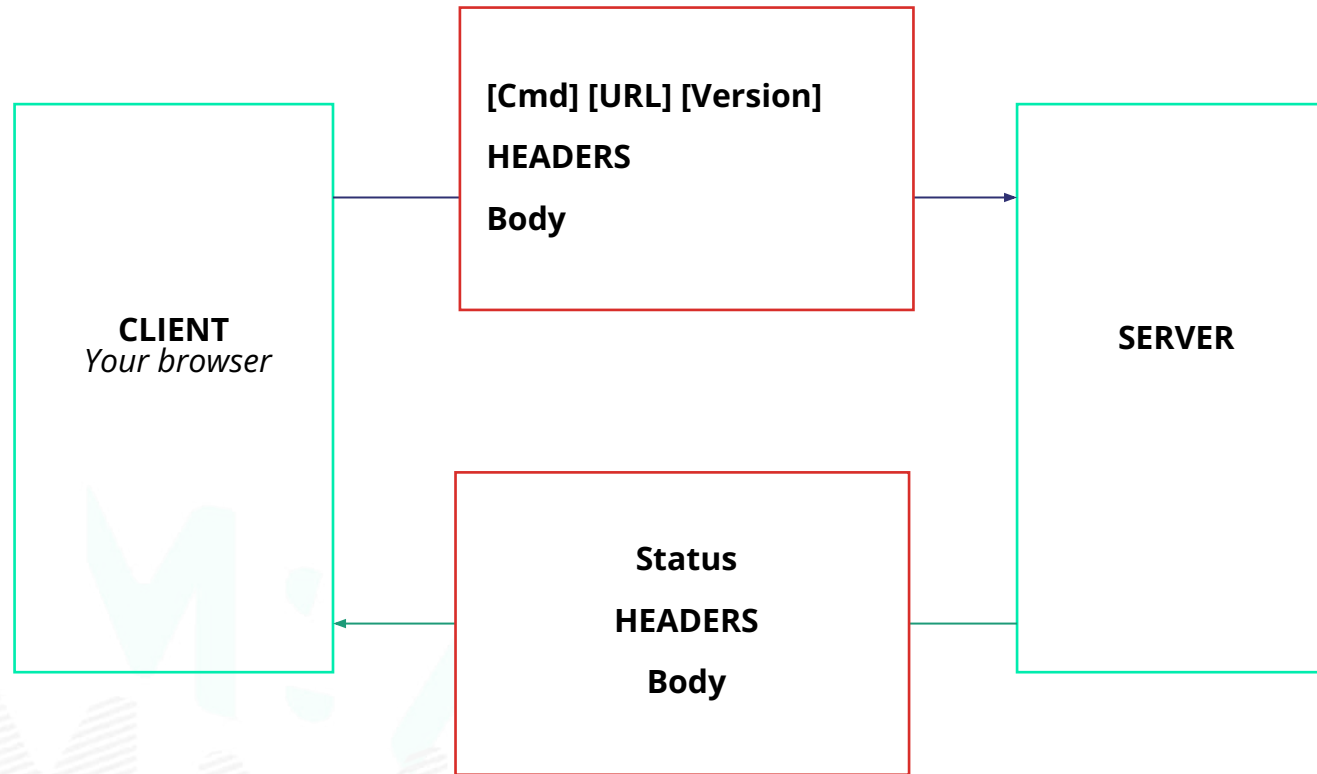 [Cmd] [URL] [Version]
HEADERS
Body
CLIENT
Your browser
SERVER
Status
HEADERS
Body